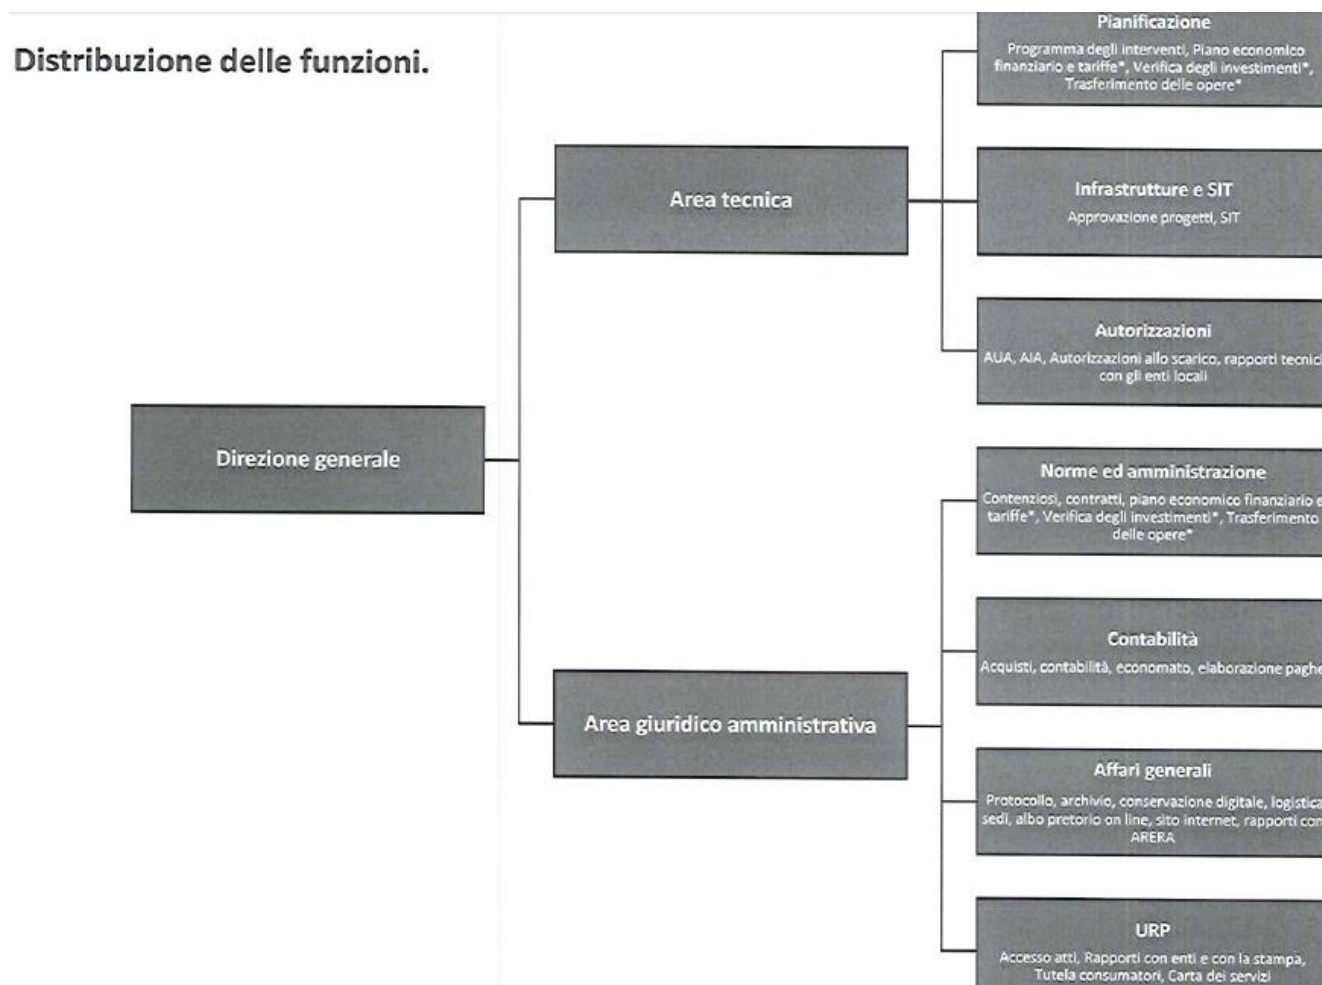 Distribuzione delle funzioni.
Pianificazione
Programma degli interventi, Piano economico
finanziario e tariffe*, Verifica degli investimenti*,
Trasferimento delle opere*
Area tecnica
Infrastrutture e SIT
Approvazione progetti, SIT
Autorizzazioni
AUA, AIA, Autorizzazioni allo scarico, rapporti tecnici
con gli enti locali
Direzione generale
Norme ed amministrazione
Contenziosi, contratti, piano economico finanziario e
tariffe*, Verifica degli investimenti*, Trasferimento
delle opere*
Contabilità
Acquisti, contabilità, economato, elaborazione paghe
Area giuridico amministrativa
Affari generali
Protocollo, archivio, conservazione digitale, logistica
sedi, albo pretorio on line, sito internet, rapporti con
ARERA
URP
Accesso atti, Rapporti con enti e con la stampa,
Tutela consumatori, Carta dei servizi